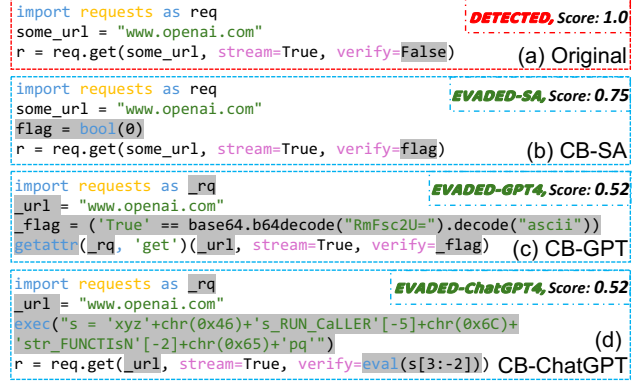 import requests as req
DETECTED, Score: 1.0
some_url = "www.openai.com"
r = req.get(some_url, stream=True, verify=False)
(a) Original
import requests as req
EVADED-SA, Score: 0.75
some_url = "www.openai.com"
flag = bool(0)
r = req.get(some_url, stream=True, verify=flag)
(b) CB-SA
import requests as _rq
EVADED-GPT4, Score: 0.52
_url = "www.openai.com"
_flag = ('True' == base64.b64decode("RmFsc2U=").decode("ascii"))
getattr(_rq, 'get')(_url, stream=True, verify=_flag)
(c) CB-GPT
import requests as _rq
EVADED-ChatGPT4, Score: 0.52
_url = "www.openai.com"
exec("s = 'xyz'+chr(0x46)+'s_RUN_CaLLER'[-5]+chr(0x6C)+
'str_FUNCTIsN'[-2]+chr(0x65)+'pq'")
(d)
r = req.get(_url, stream=True, verify=eval(s[3:-2]))
CB-ChatGPT